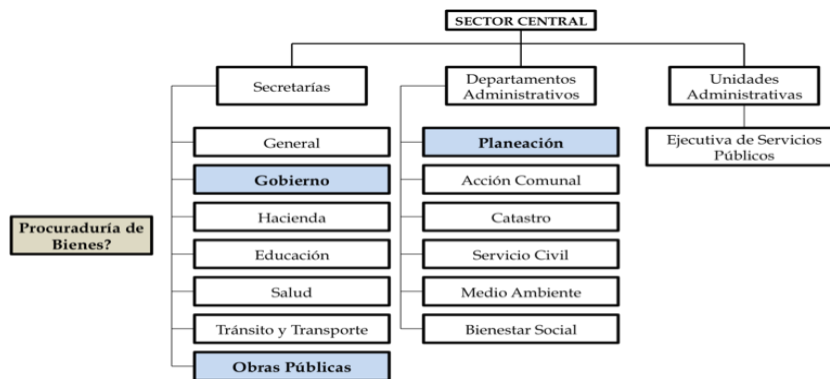 SECTOR CENTRAL
Secretarías
Departamentos
Administrativos
Unidades
Administrativas
General
Planeación
Ejecutiva de Servicios
Públicos
Gobierno
Acción Comunal
Procuraduría de
Bienes?
Hacienda
Catastro
Educación
Servicio Civil
Salud
Medio Ambiente
Tránsito y Transporte
Bienestar Social
Obras Públicas